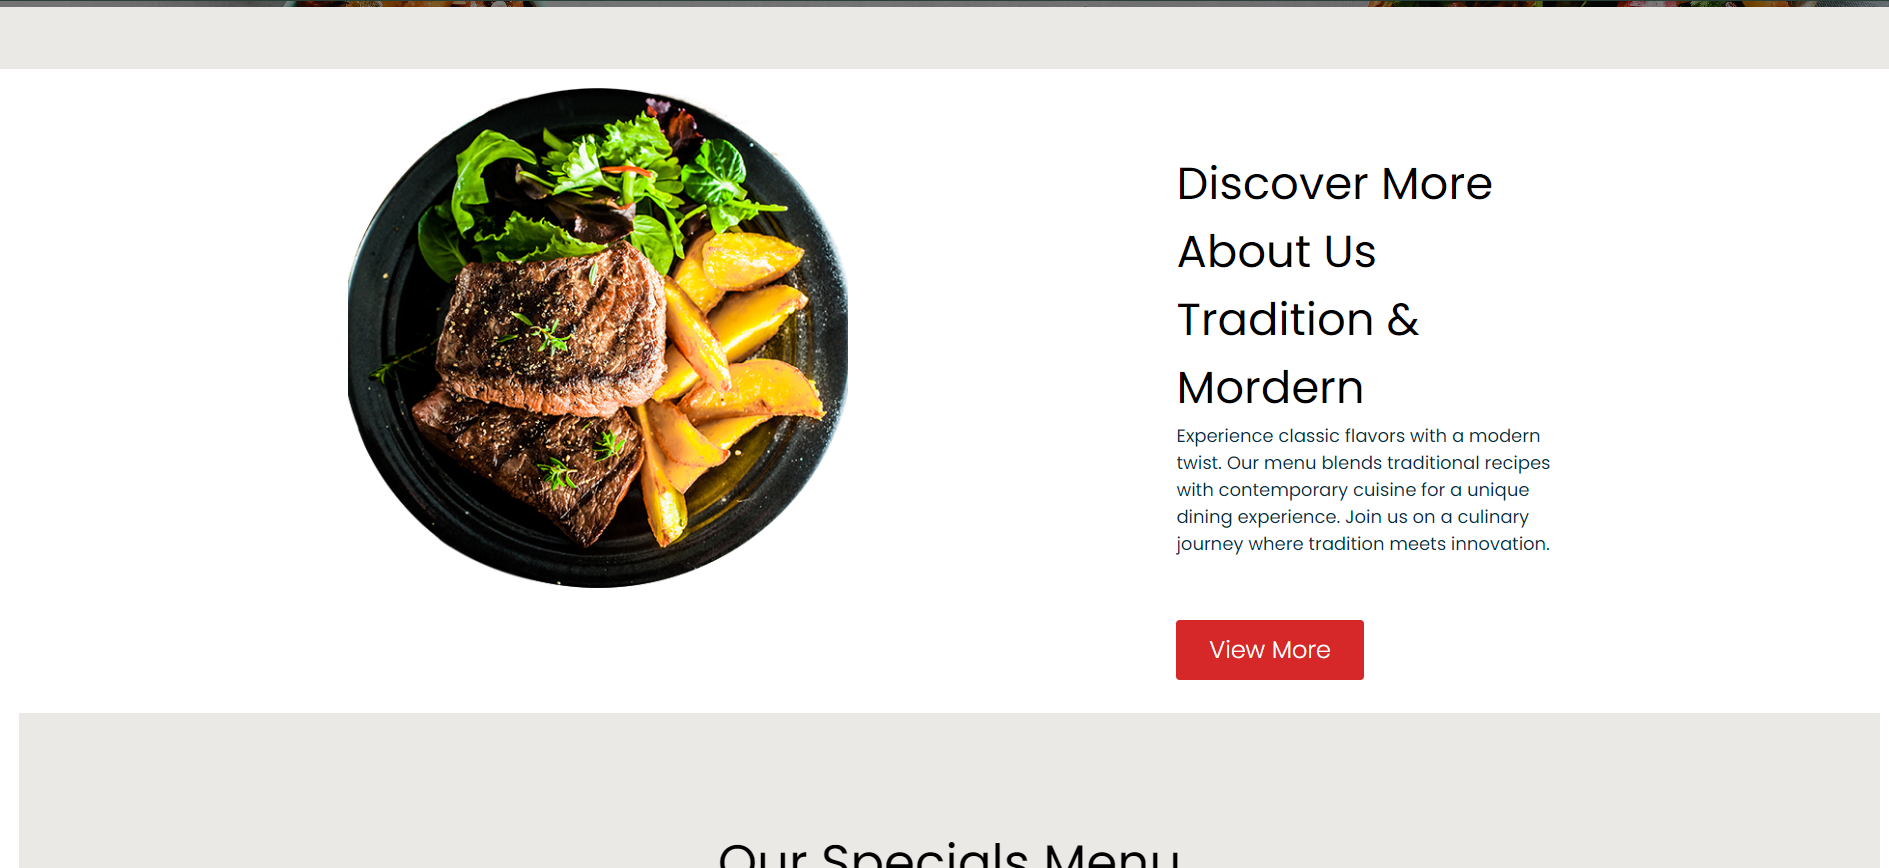 Discover More
About Us
Tradition &
Mordern
Experience classic flavors with a modern
twist. Our menu blends traditional recipes
with contemporary cuisine for a unique
dining experience. Join us on a culinary
journey where tradition meets innovation.
View More
Our Specials Menu